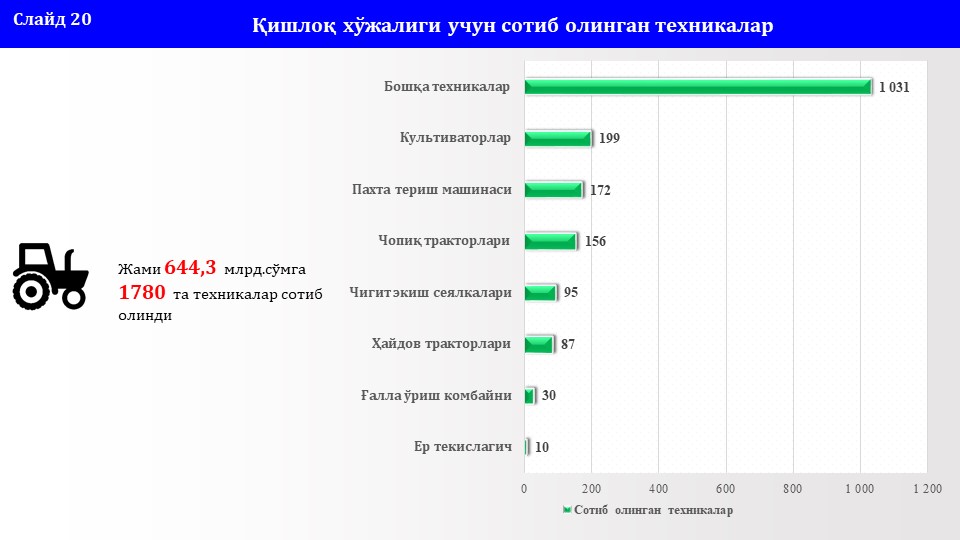 Слайд 20
Қишлоқ хўжалиги учун сотиб олинган техникалар
Жами 644,3 млрд.сўмга
1780 та техникалар сотиб
олинди
Бошқа техникалар 1 031
Культиваторлар 199
Пахта териш машинаси 172
Чопиқ тракторлари 156
Чигит экиш сеялкалари 95
Ҳайдов тракторлари 87
Ғалла ўриш комбайни 30
Ер текислагич 10
0 200 400 600 800 1 000 1 200
Сотиб олинган техникалар